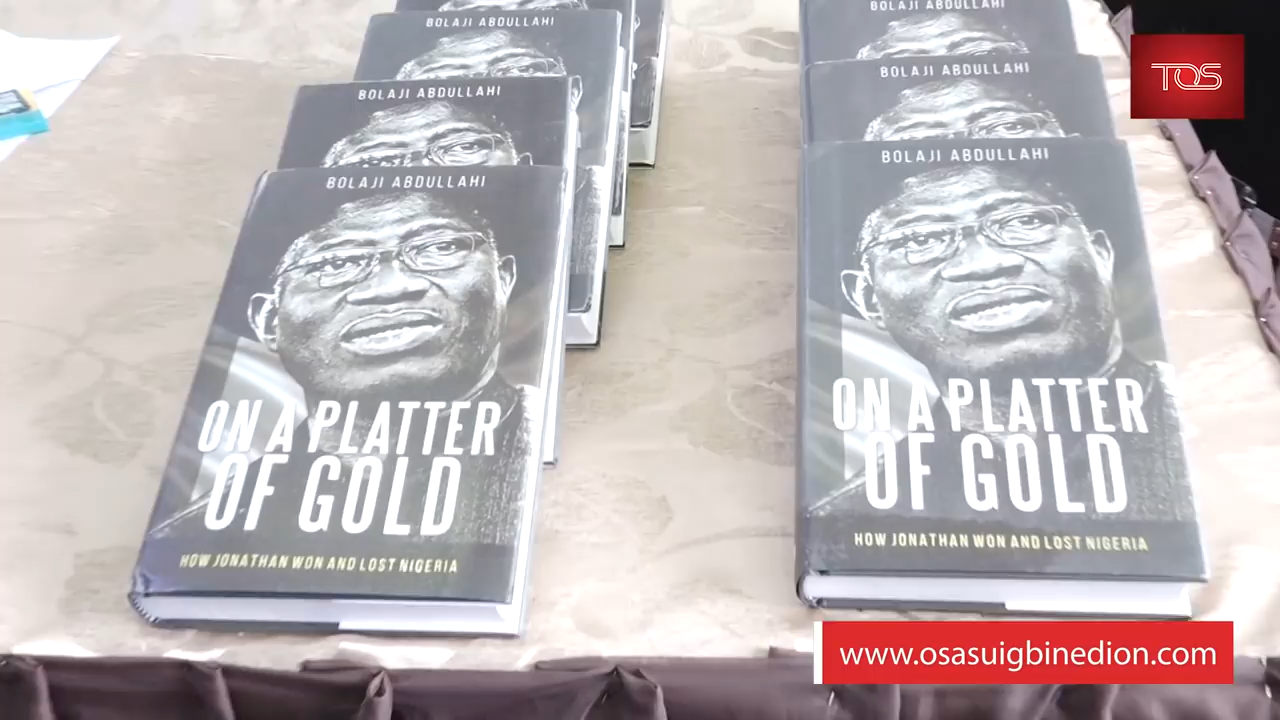 BOLAJI ABDULLAHI
BOLAJI ABDULLAHI
BOLAJI ABDULLAHI
ON A PLATTER
OF GOLD
HOW JONATHAN WON AND LOST NIGERIA
BOLAJI ABDULLAHI
BOLAJI ABDULLAHI
BOLAJI ABDULLAHI
ON A PLATTER
OF GOLD
HOW JONATHAN WON AND LOST NIGERIA
TOS
www.osasuigbinedion.com